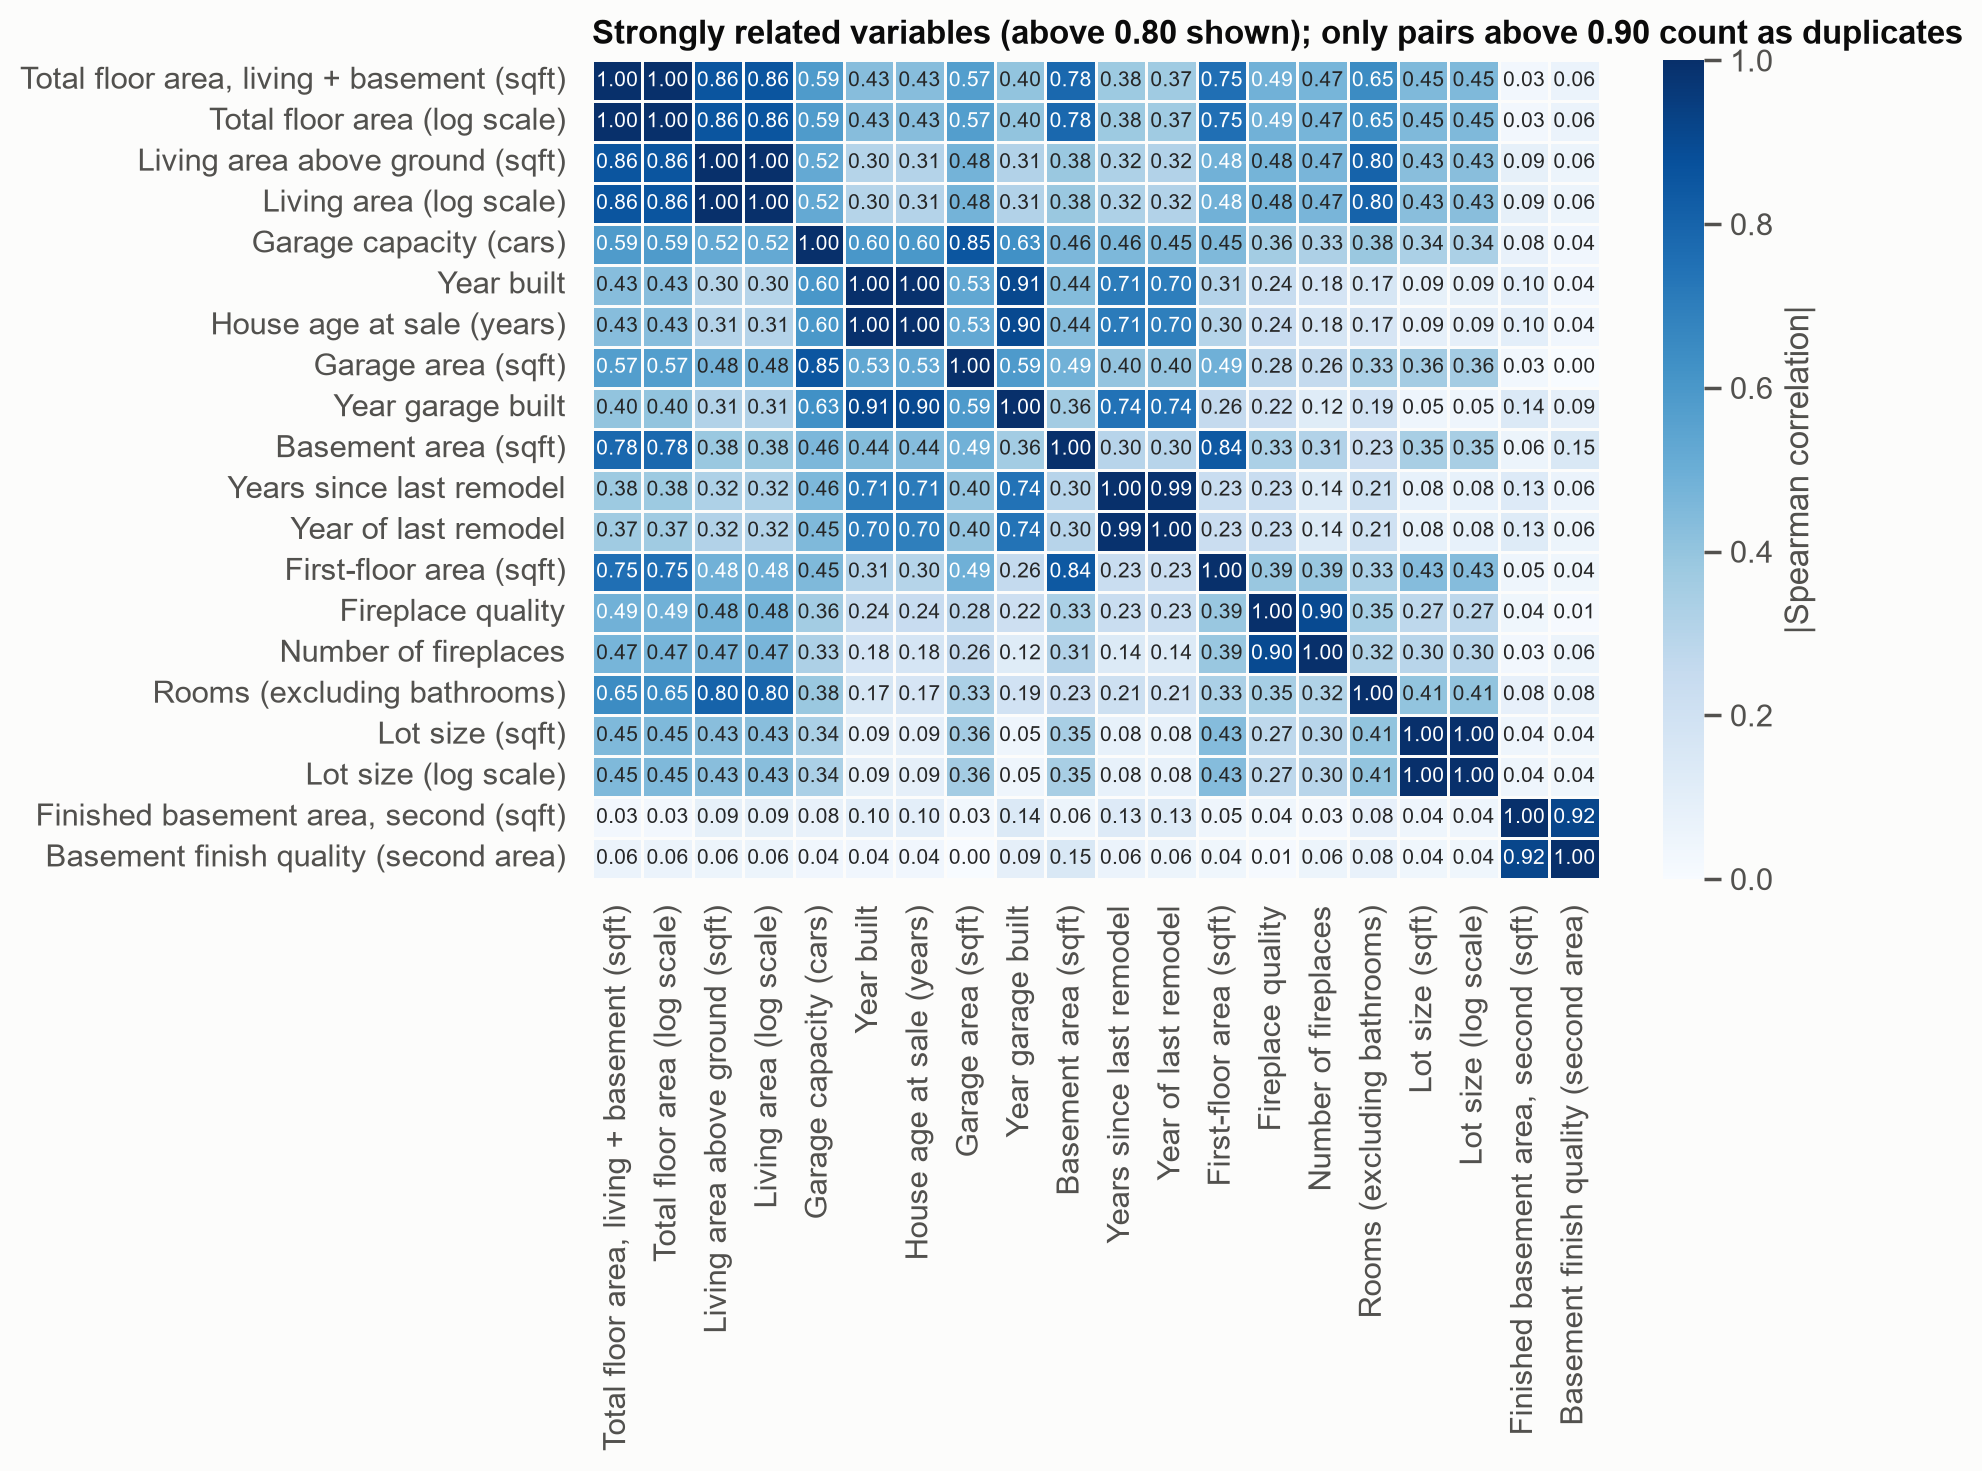 Strongly related variables (above 0.80 shown); only pairs above 0.90 count as duplicates
Total floor area, living + basement (sqft) 1.00 1.00 0.86 0.86 0.59 0.43 0.43 0.57 0.40 0.78 0.38 0.37 0.75 0.49 0.47 0.65 0.45 0.45 0.03 0.06
Total floor area (log scale) 1.00 1.00 0.86 0.86 0.59 0.43 0.43 0.57 0.40 0.78 0.38 0.37 0.75 0.49 0.47 0.65 0.45 0.45 0.03 0.06
Living area above ground (sqft) 0.86 0.86 1.00 1.00 0.52 0.30 0.31 0.48 0.31 0.38 0.32 0.32 0.48 0.48 0.47 0.80 0.43 0.43 0.09 0.06
Living area (log scale) 0.86 0.86 1.00 1.00 0.52 0.30 0.31 0.48 0.31 0.38 0.32 0.32 0.48 0.48 0.47 0.80 0.43 0.43 0.09 0.06
Garage capacity (cars) 0.59 0.59 0.52 0.52 1.00 0.60 0.60 0.85 0.63 0.46 0.46 0.45 0.45 0.36 0.33 0.38 0.34 0.34 0.08 0.04
Year built 0.43 0.43 0.30 0.30 0.60 1.00 1.00 0.53 0.91 0.44 0.71 0.70 0.31 0.24 0.18 0.17 0.09 0.09 0.10 0.04
House age at sale (years) 0.43 0.43 0.31 0.31 0.60 1.00 1.00 0.53 0.90 0.44 0.71 0.70 0.30 0.24 0.18 0.17 0.09 0.09 0.10 0.04
Garage area (sqft) 0.57 0.57 0.48 0.48 0.85 0.53 0.53 1.00 0.59 0.49 0.40 0.40 0.49 0.28 0.26 0.33 0.36 0.36 0.03 0.00
Year garage built 0.40 0.40 0.31 0.31 0.63 0.91 0.90 0.59 1.00 0.36 0.74 0.74 0.26 0.22 0.12 0.19 0.05 0.05 0.14 0.09
Basement area (sqft) 0.78 0.78 0.38 0.38 0.46 0.44 0.44 0.49 0.36 1.00 0.30 0.30 0.84 0.33 0.31 0.23 0.35 0.35 0.06 0.15
Years since last remodel 0.38 0.38 0.32 0.32 0.46 0.71 0.71 0.40 0.74 0.30 1.00 0.99 0.23 0.23 0.14 0.21 0.08 0.08 0.13 0.06
Year of last remodel 0.37 0.37 0.32 0.32 0.45 0.70 0.70 0.40 0.74 0.30 0.99 1.00 0.23 0.23 0.14 0.21 0.08 0.08 0.13 0.06
First-floor area (sqft) 0.75 0.75 0.48 0.48 0.45 0.31 0.30 0.49 0.26 0.84 0.23 0.23 1.00 0.39 0.39 0.33 0.43 0.43 0.05 0.04
Fireplace quality 0.49 0.49 0.48 0.48 0.36 0.24 0.24 0.28 0.22 0.33 0.23 0.23 0.39 1.00 0.90 0.35 0.27 0.27 0.04 0.01
Number of fireplaces 0.47 0.47 0.47 0.47 0.33 0.18 0.18 0.26 0.12 0.31 0.14 0.14 0.39 0.90 1.00 0.32 0.30 0.30 0.03 0.06
Rooms (excluding bathrooms) 0.65 0.65 0.80 0.80 0.38 0.17 0.17 0.33 0.19 0.23 0.21 0.21 0.33 0.35 0.32 1.00 0.41 0.41 0.08 0.08
Lot size (sqft) 0.45 0.45 0.43 0.43 0.34 0.09 0.09 0.36 0.05 0.35 0.08 0.08 0.43 0.27 0.30 0.41 1.00 1.00 0.04 0.04
Lot size (log scale) 0.45 0.45 0.43 0.43 0.34 0.09 0.09 0.36 0.05 0.35 0.08 0.08 0.43 0.27 0.30 0.41 1.00 1.00 0.04 0.04
Finished basement area, second (sqft) 0.03 0.03 0.09 0.09 0.08 0.10 0.10 0.03 0.14 0.06 0.13 0.13 0.05 0.04 0.03 0.08 0.04 0.04 1.00 0.92
Basement finish quality (second area) 0.06 0.06 0.06 0.06 0.04 0.04 0.04 0.00 0.09 0.15 0.06 0.06 0.04 0.01 0.06 0.08 0.04 0.04 0.92 1.00
Total floor area, living + basement (sqft)
Total floor area (log scale)
Living area above ground (sqft)
Living area (log scale)
Garage capacity (cars)
Year built
House age at sale (years)
Garage area (sqft)
Year garage built
Basement area (sqft)
Years since last remodel
Year of last remodel
First-floor area (sqft)
Fireplace quality
Number of fireplaces
Rooms (excluding bathrooms)
Lot size (sqft)
Lot size (log scale)
Finished basement area, second (sqft)
Basement finish quality (second area)
1.0
0.8
0.6
0.4
0.2
0.0
|Spearman correlation|